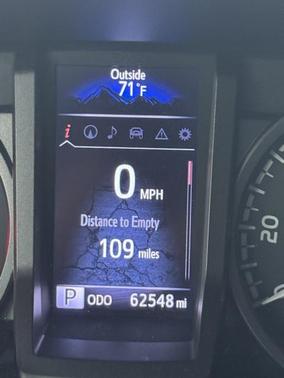 Outside
71°F
0 MPH
Distance to Empty
109 miles
P ODO 62548 mi
20